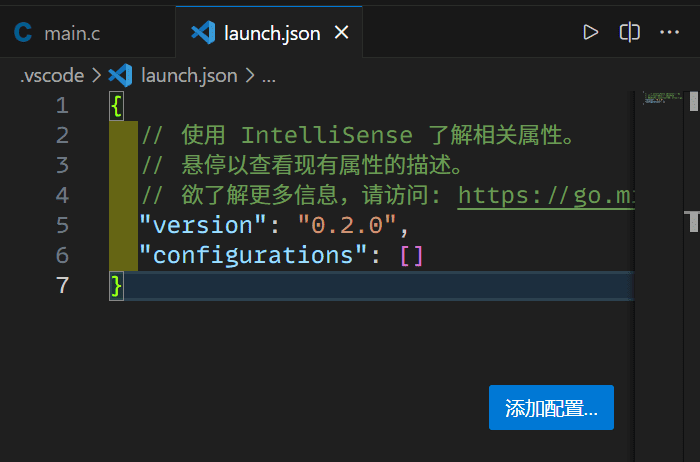 C main.c
launch.json
.vscode > launch.json > ...
1 {
2 // 使用 IntelliSense 了解相关属性。
3 // 悬停以查看现有属性的描述。
4 // 欲了解更多信息，请访问: https://go.mi
5 "version": "0.2.0",
6 "configurations": []
7 }
添加配置...